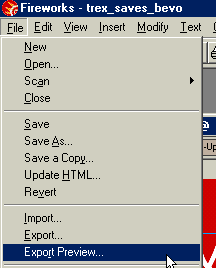 Fireworks - trex_saves_bevo
File Edit View Insert Modify Text
New
Open...
Scan
Close
Save
Save As...
Save a Copy...
Update HTML...
Revert
Import...
Export...
Export Preview...